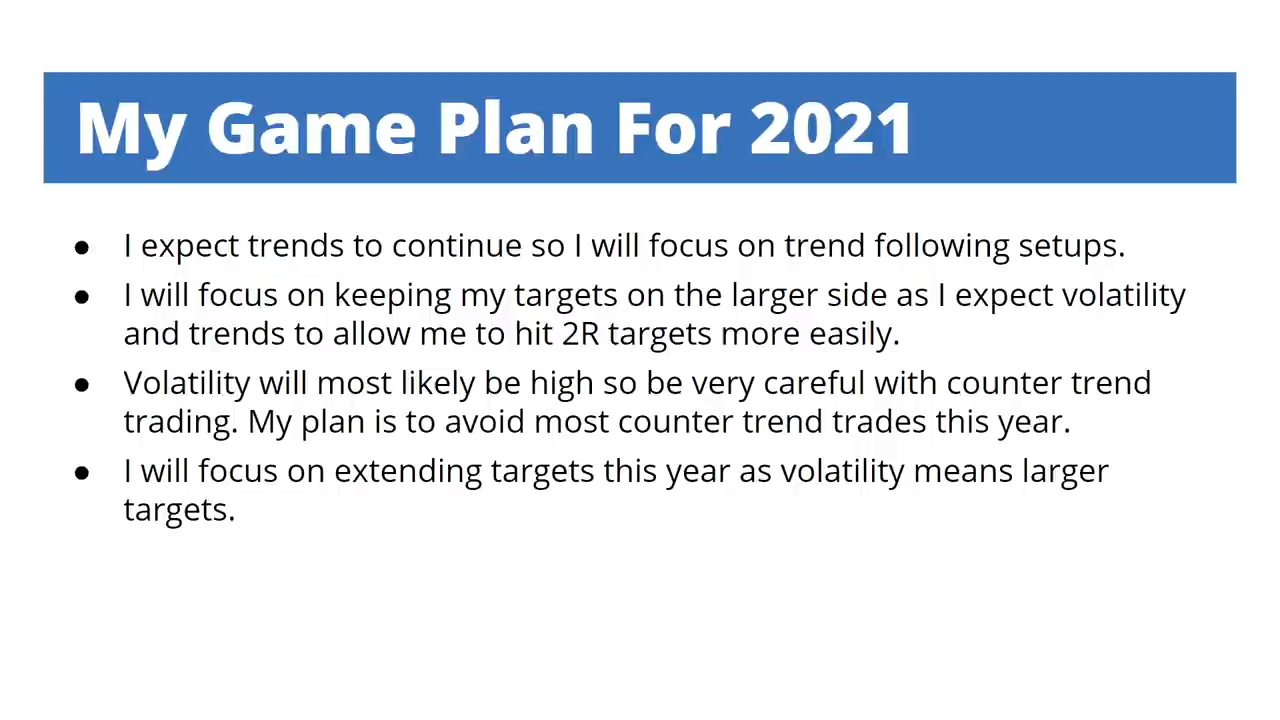 My Game Plan For 2021
● I expect trends to continue so I will focus on trend following setups.
● I will focus on keeping my targets on the larger side as I expect volatility
and trends to allow me to hit 2R targets more easily.
● Volatility will most likely be high so be very careful with counter trend
trading. My plan is to avoid most counter trend trades this year.
● I will focus on extending targets this year as volatility means larger
targets.